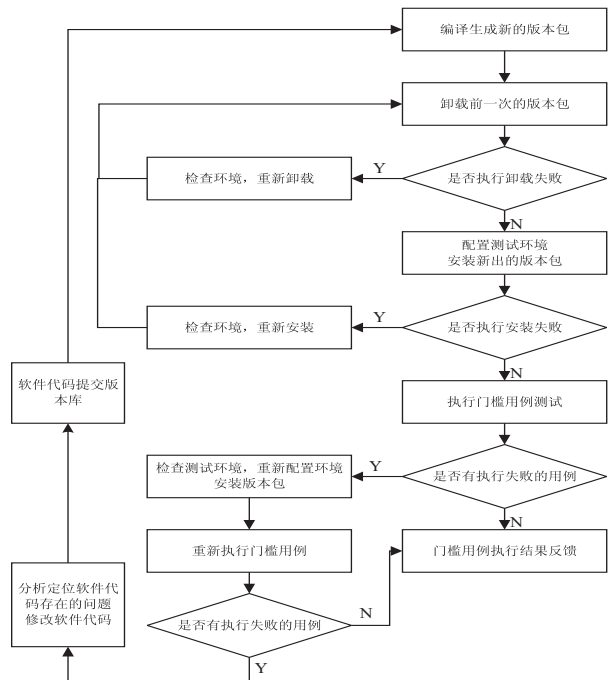 编译生成新的版本包
卸载前一次的版本包
检查环境，重新卸载
Y
是否执行卸载失败
N
配置测试环境
安装新出的版本包
检查环境，重新安装
Y
是否执行安装失败
N
软件代码提交版
本库
执行门槛用例测试
检查测试环境，重新配置环境
安装版本包
Y
是否有执行失败的用例
N
重新执行门槛用例
门槛用例执行结果反馈
分析定位软件代
码存在的问题
修改软件代码
是否有执行失败的用例
N
Y